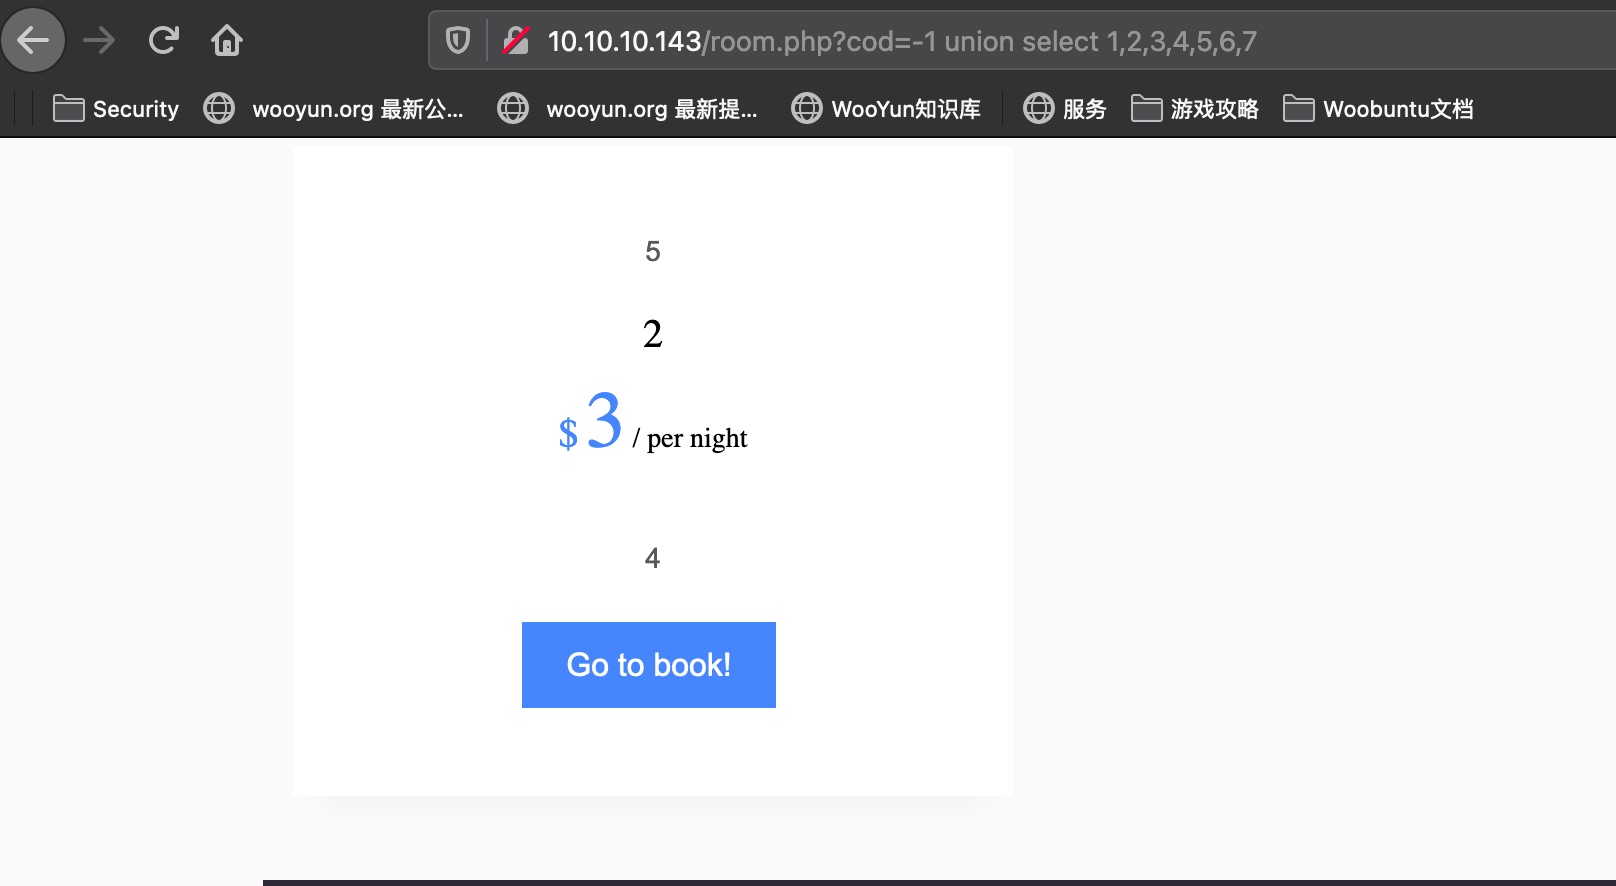 10.10.10.143/room.php?cod=-1 union select 1,2,3,4,5,6,7
Security wooyun.org 最新公... wooyun.org 最新提... WooYun知识库 服务 游戏攻略 Woobuntu文档
5
2
$ 3 / per night
4
Go to book!